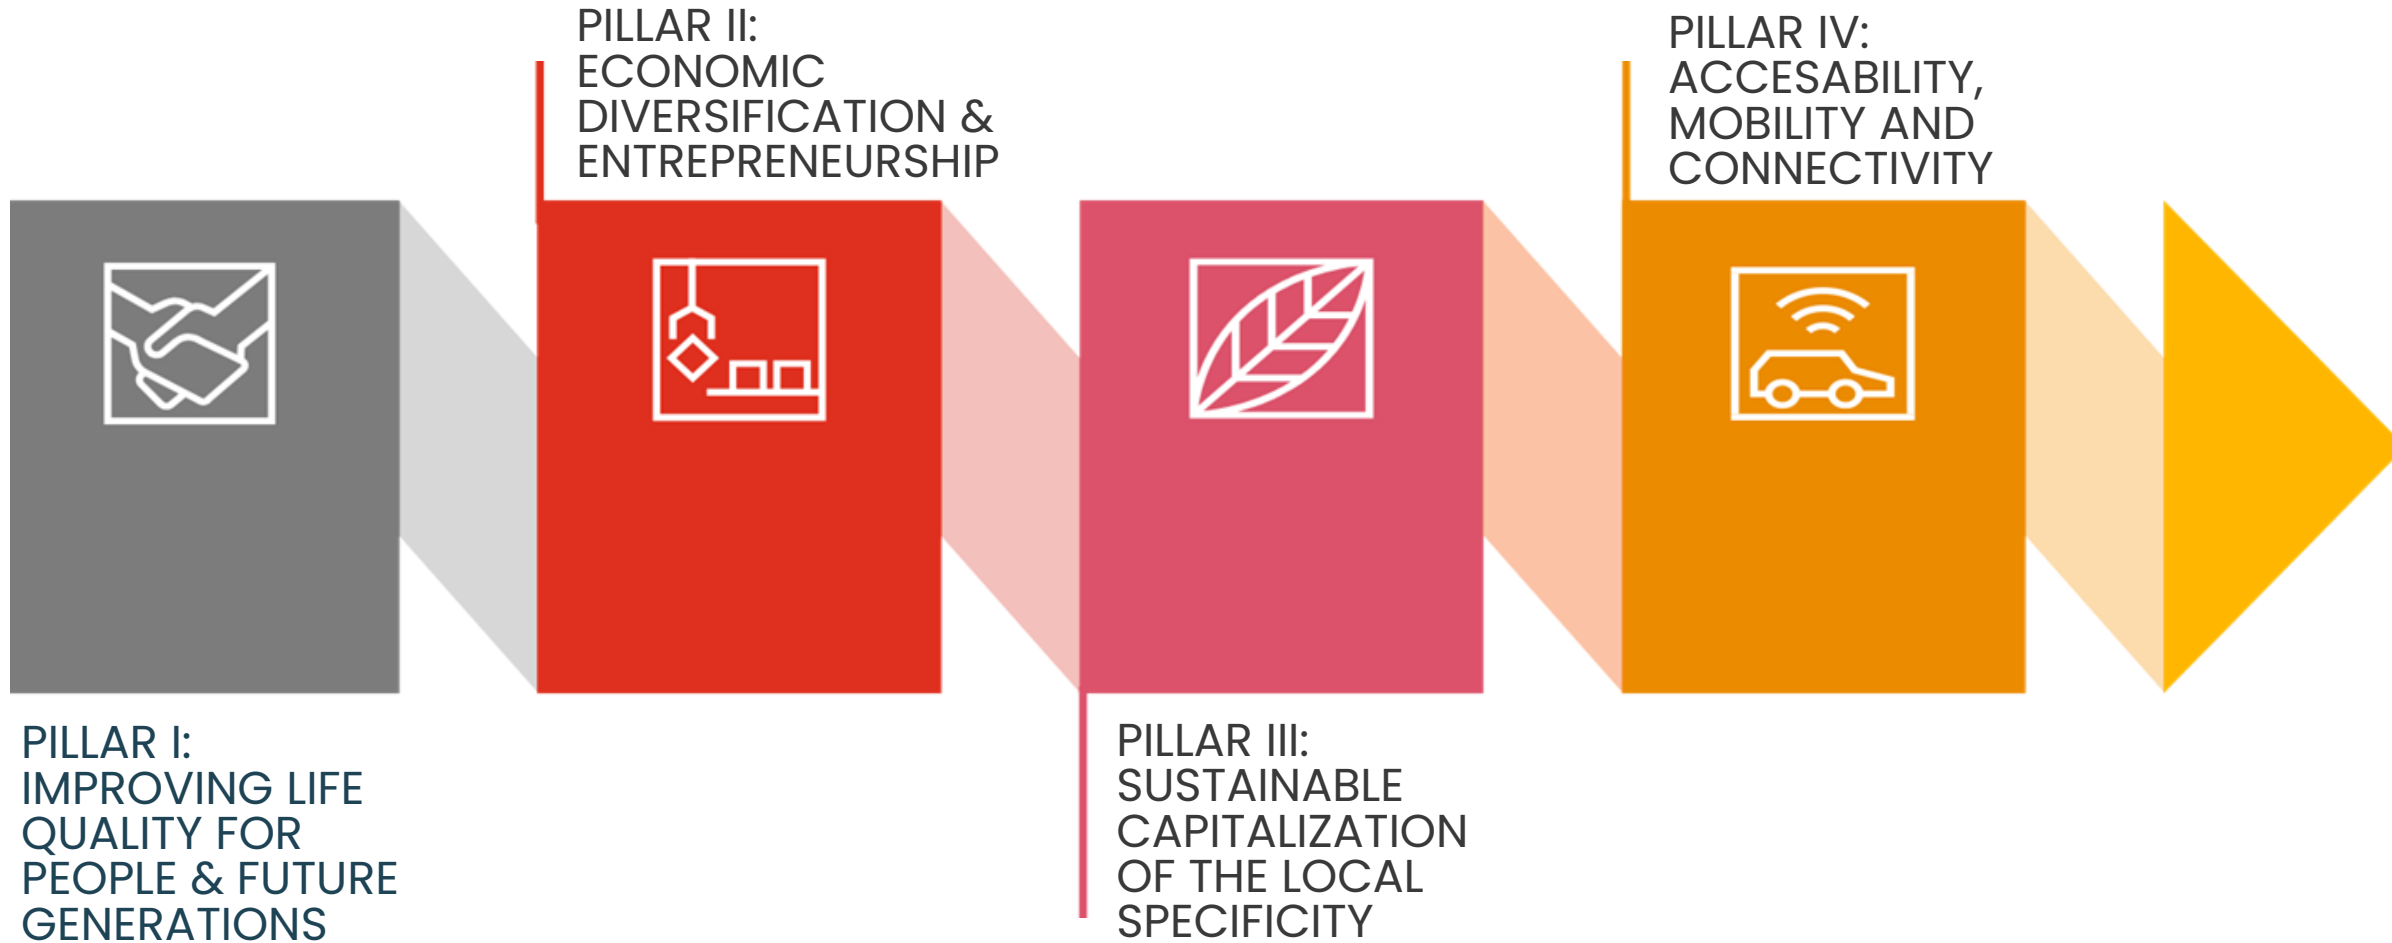 PILLAR I:
IMPROVING LIFE
QUALITY FOR
PEOPLE & FUTURE
GENERATIONS
PILLAR II:
ECONOMIC
DIVERSIFICATION &
ENTREPRENEURSHIP
PILLAR III:
SUSTAINABLE
CAPITALIZATION
OF THE LOCAL
SPECIFICITY
PILLAR IV:
ACCESABILITY,
MOBILITY AND
CONNECTIVITY